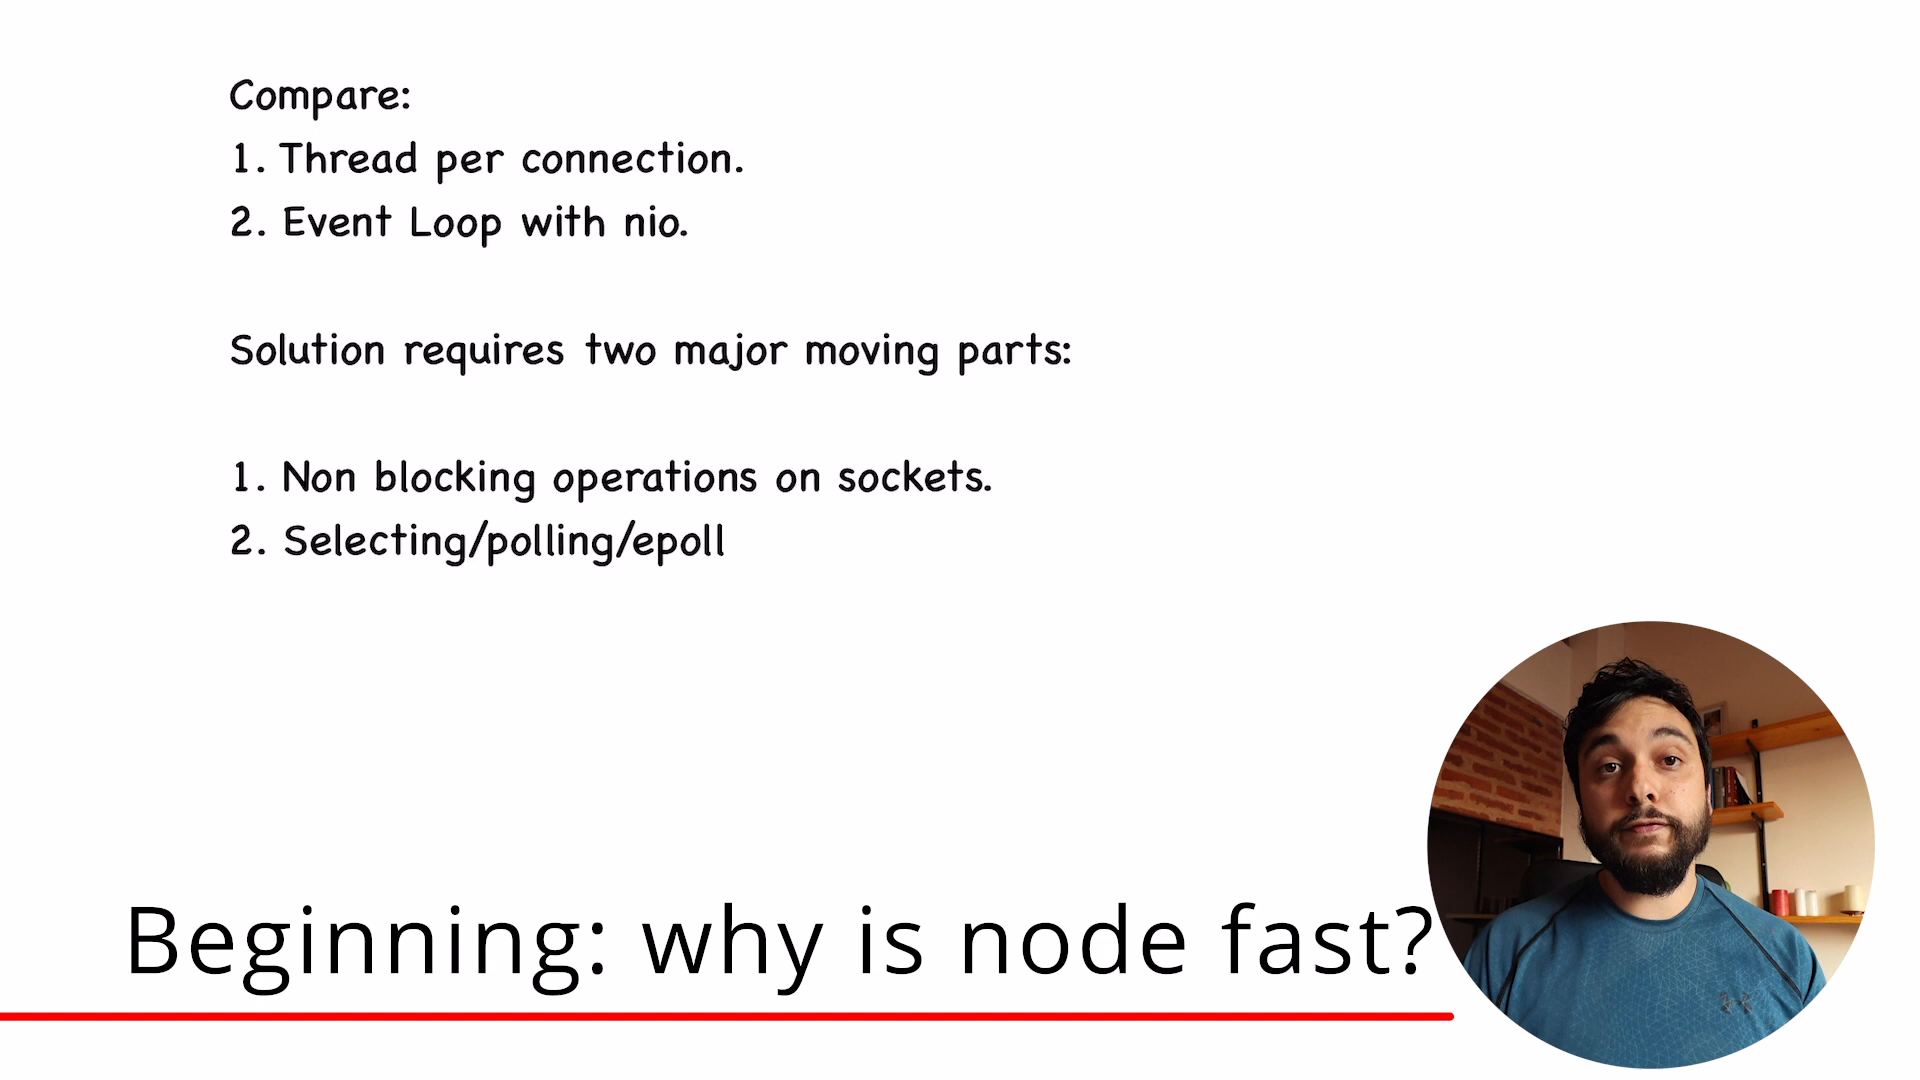 Compare:
1. Thread per connection.
2. Event Loop with nio.
Solution requires two major moving parts:
1. Non blocking operations on sockets.
2. Selecting/polling/epoll
Beginning: why is node fast?